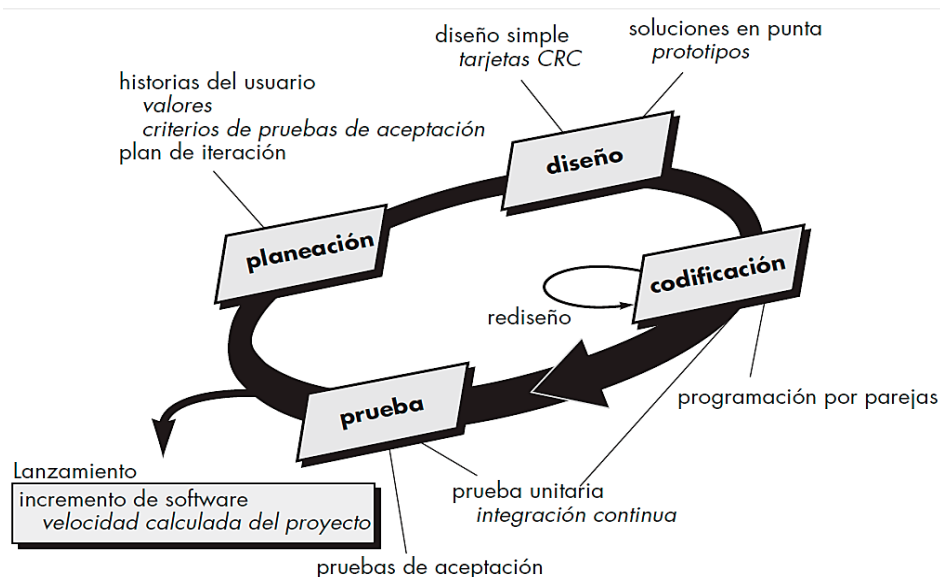 diseño simple
tarjetas CRC
soluciones en punta
prototipos
historias del usuario
valores
criterios de pruebas de aceptación
plan de iteración
diseño
planeación
codificación
rediseño
programación por parejas
prueba
prueba unitaria
integración continua
Lanzamiento
incremento de software
velocidad calculada del proyecto
pruebas de aceptación